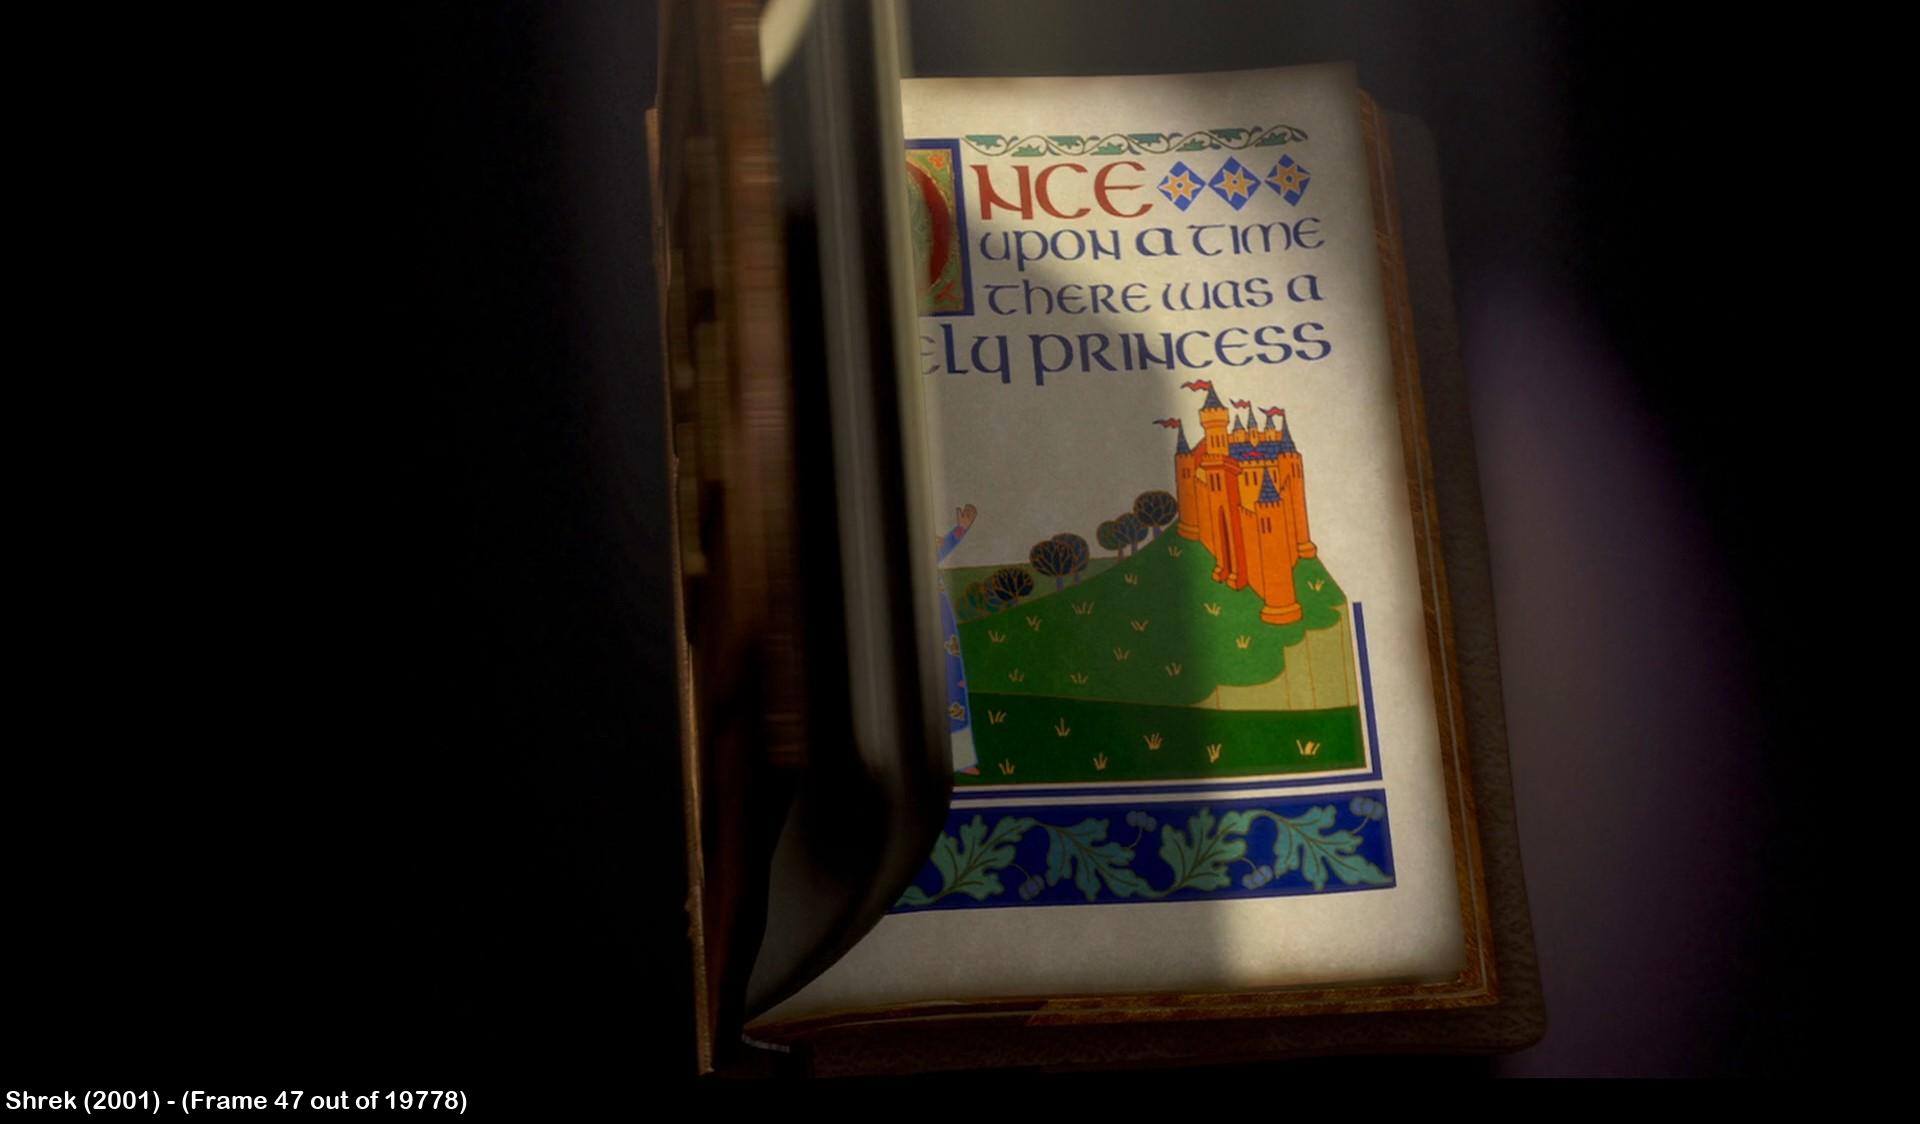 NCE
UPON A TIME
THERE WAS A
ELY PRINCESS
Shrek (2001) - (Frame 47 out of 19778)